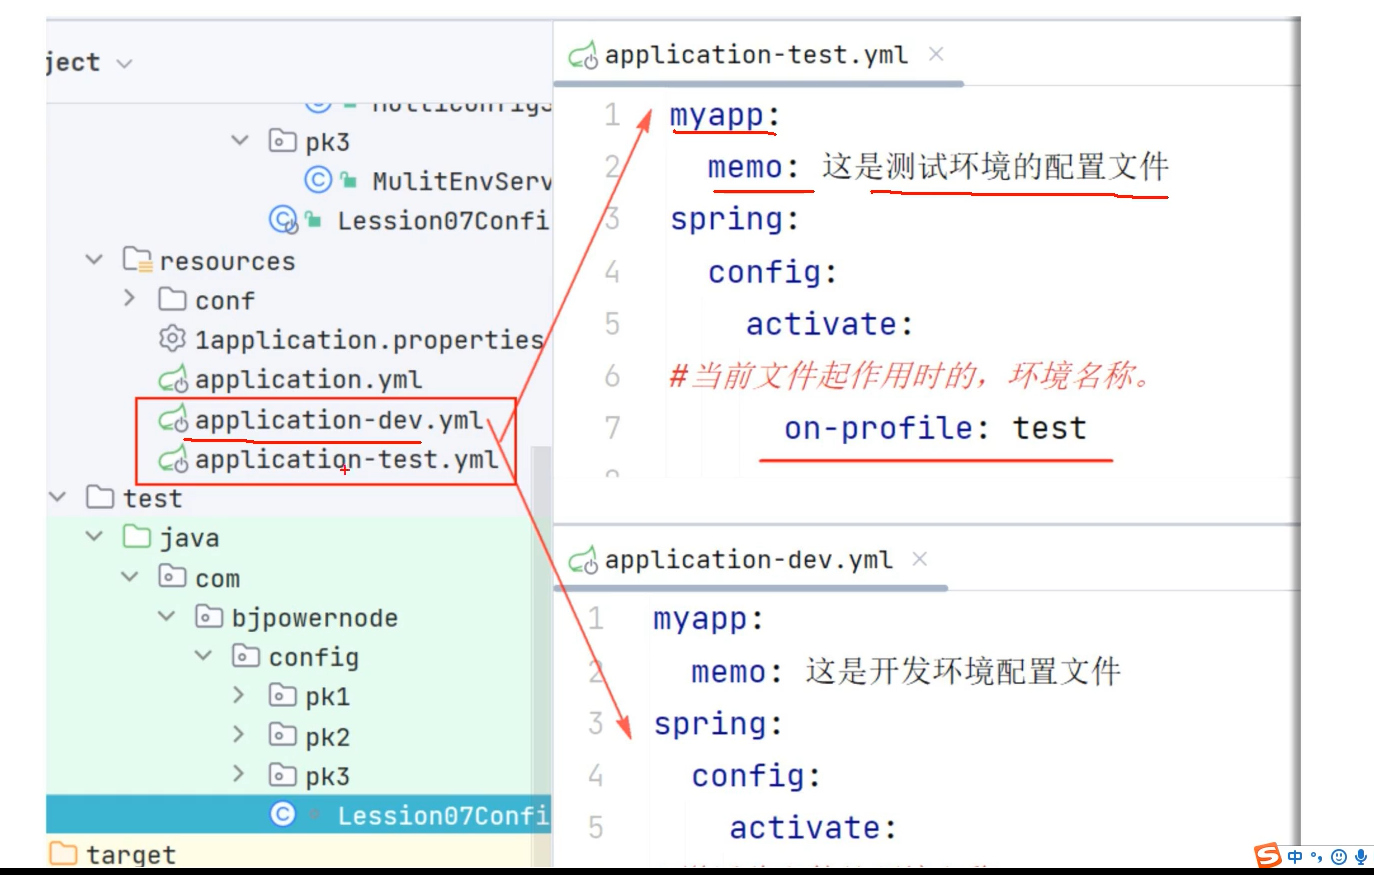 ject
pk3
MulitEnvServ
Lession07Confi
resources
conf
1application.properties
application.yml
application-dev.yml
application-test.yml
test
java
com
bjpowernode
config
pk1
pk2
pk3
Lession07Confi
target
application-test.yml
1 myapp:
2 memo: 这是测试环境的配置文件
3 spring:
4 config:
5 activate:
6 #当前文件起作用时的，环境名称。
7 on-profile: test
application-dev.yml
1 myapp:
2 memo: 这是开发环境配置文件
3 spring:
4 config:
5 activate:
中